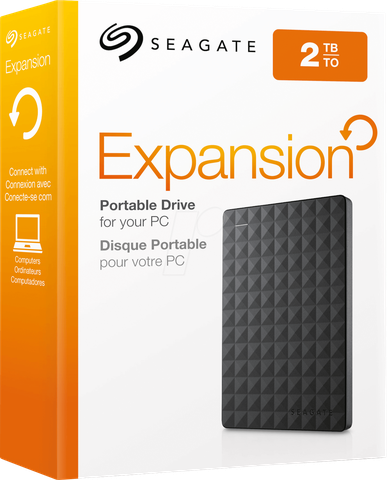 SEAGATE
2 TB
/TO
Expansion
Portable Drive
for your PC
Disque Portable
pour votre PC
SEAGATE
Expansion
Connect with
Connexion avec
Conecte-se com
Computers
Ordinateurs
Computadores